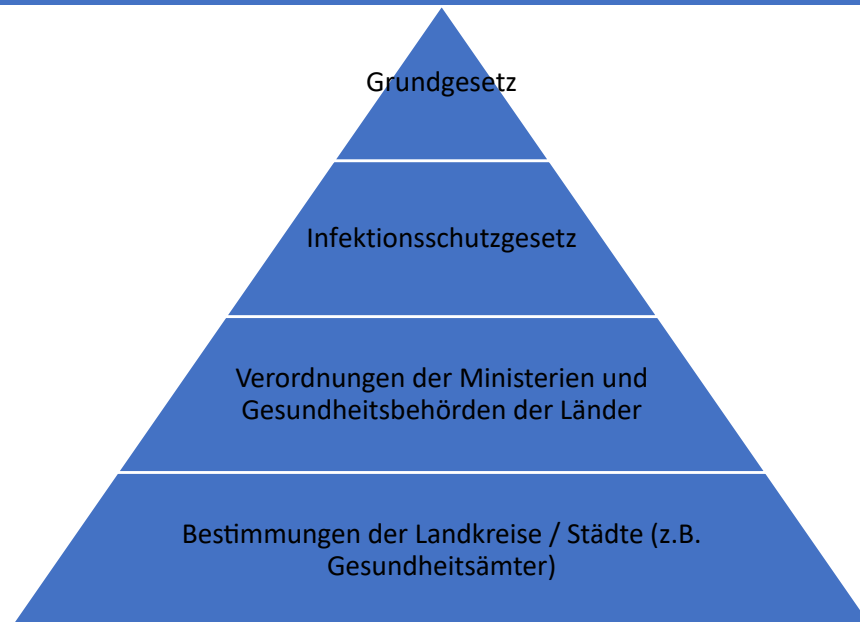 Grundgesetz
Infektionsschutzgesetz
Verordnungen der Ministerien und
Gesundheitsbehörden der Länder
Bestimmungen der Landkreise / Städte (z.B.
Gesundheitsämter)